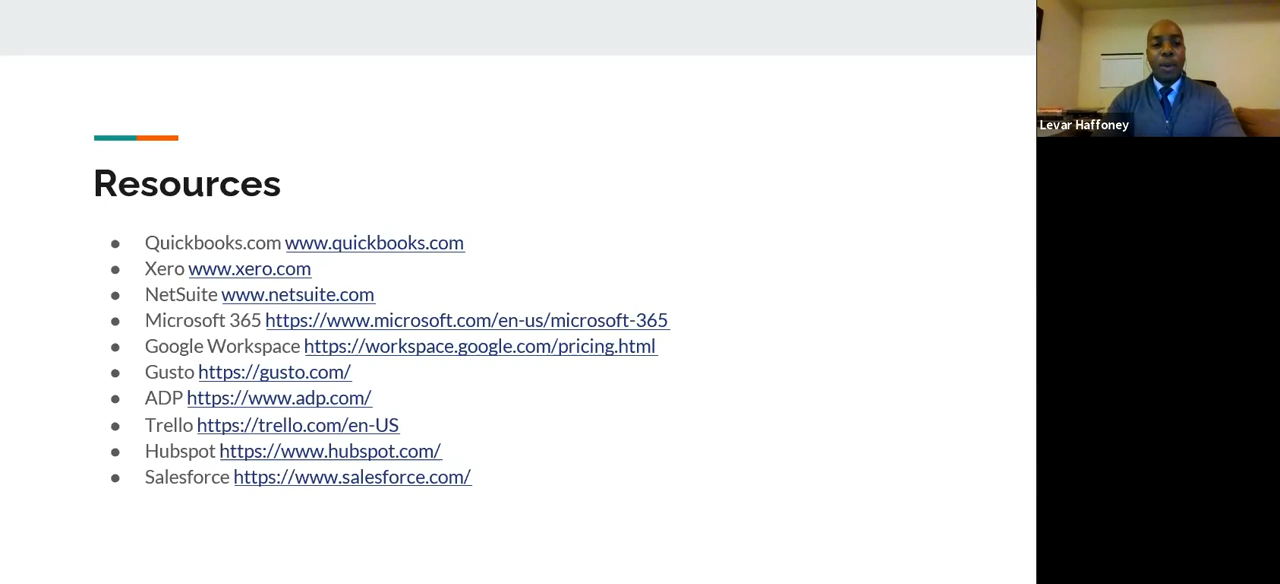 Resources
Quickbooks.com www.quickbooks.com
Xero www.xero.com
NetSuite www.netsuite.com
Microsoft 365 https://www.microsoft.com/en-us/microsoft-365
Google Workspace https://workspace.google.com/pricing.html
Gusto https://gusto.com/
ADP https://www.adp.com/
Trello https://trello.com/en-US
Hubspot https://www.hubspot.com/
Salesforce https://www.salesforce.com/
Levar Haffoney